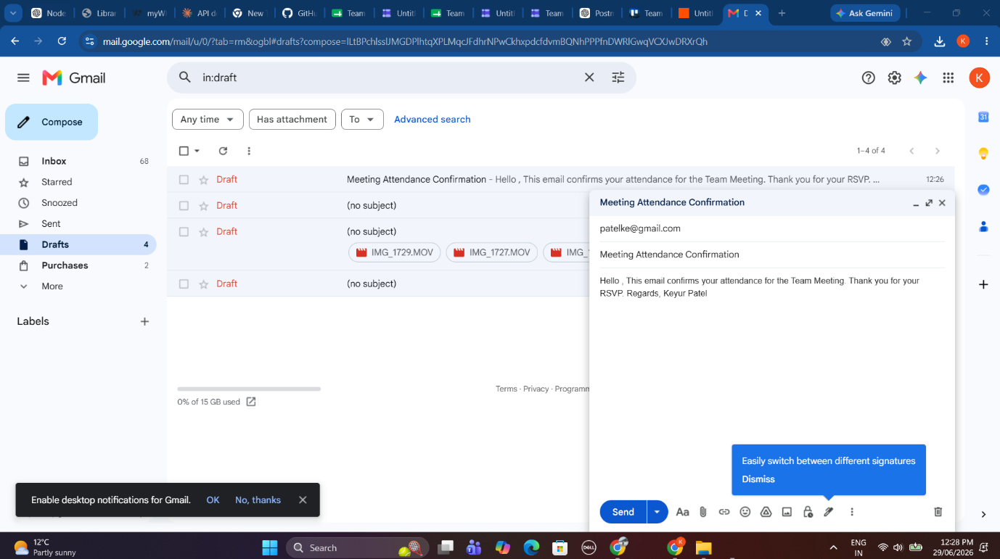 Node
Librar
myW
API do
New
GitHu
Team
Untitl
Team
Untitl
Team
Postn
Team
Untitl
Ask Gemini
mail.google.com/mail/u/0/?tab=rm&ogbl#drafts?compose=
K
Gmail
in:draft
K
Compose
Any time
Has attachment
To
Advanced search
31
Inbox 68
1–4 of 4
Starred
Snoozed
Sent
Drafts 4
Purchases 2
More
Labels
Draft Meeting Attendance Confirmation - Hello , This email confirms your attendance for the Team Meeting. Thank you for your RSVP. ... 12:26
Draft (no subject)
Draft (no subject)
IMG_1729.MOV IMG_1727.MOV IMG_
Draft (no subject)
0% of 15 GB used
Terms · Privacy · Programm
Meeting Attendance Confirmation
patelke@gmail.com
Meeting Attendance Confirmation
Hello , This email confirms your attendance for the Team Meeting. Thank you for your
RSVP. Regards, Keyur Patel
Easily switch between different signatures
Dismiss
Send
Aa
Enable desktop notifications for Gmail. OK No, thanks
12°C
Partly sunny
Search
DELL
K
ENG
IN
12:28 PM
29/06/2026